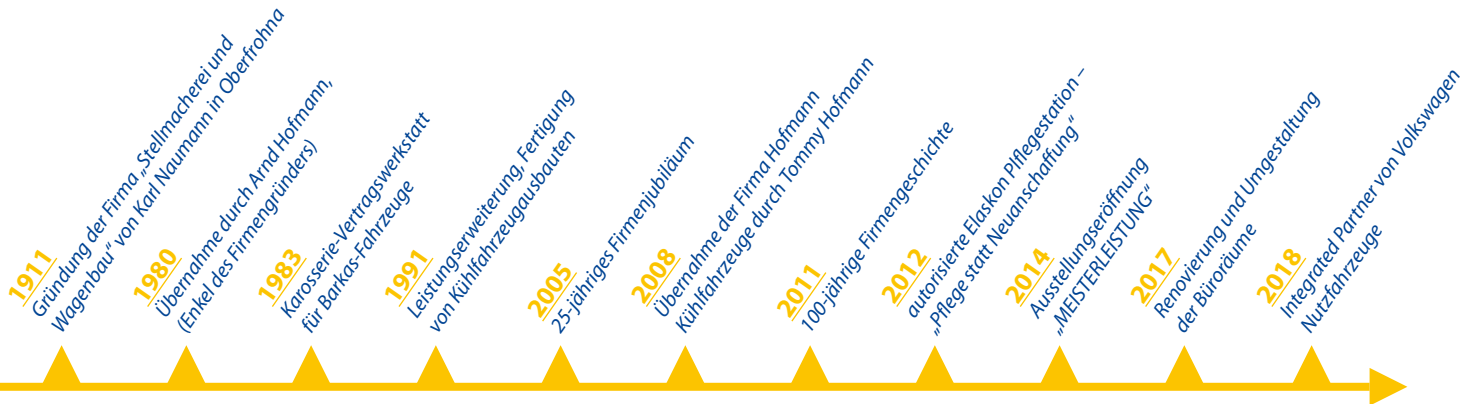 1911
Gründung der Firma „Stellmacherei und
Wagenbau“ von Karl Naumann in Oberfrohna
1980
Übernahme durch Arnd Hofmann,
(Enkel des Firmengründers)
1983
Karosserie-Vertragswerkstatt
für Barkas-Fahrzeuge
1991
Leistungserweiterung, Fertigung
von Kühlfahrzeugausbauten
2005
25-jähriges Firmenjubiläum
2008
Übernahme der Firma Hofmann
Kühlfahrzeuge durch Tommy Hofmann
2011
100-jährige Firmengeschichte
2012
autorisierte Elaskon Plflegestation –
„Pflege statt Neuanschaffung“
2014
Ausstellungseröffnung
„MEISTERLEISTUNG“
2017
Renovierung und Umgestaltung
der Büroräume
2018
Integrated Partner von Volkswagen
Nutzfahrzeuge